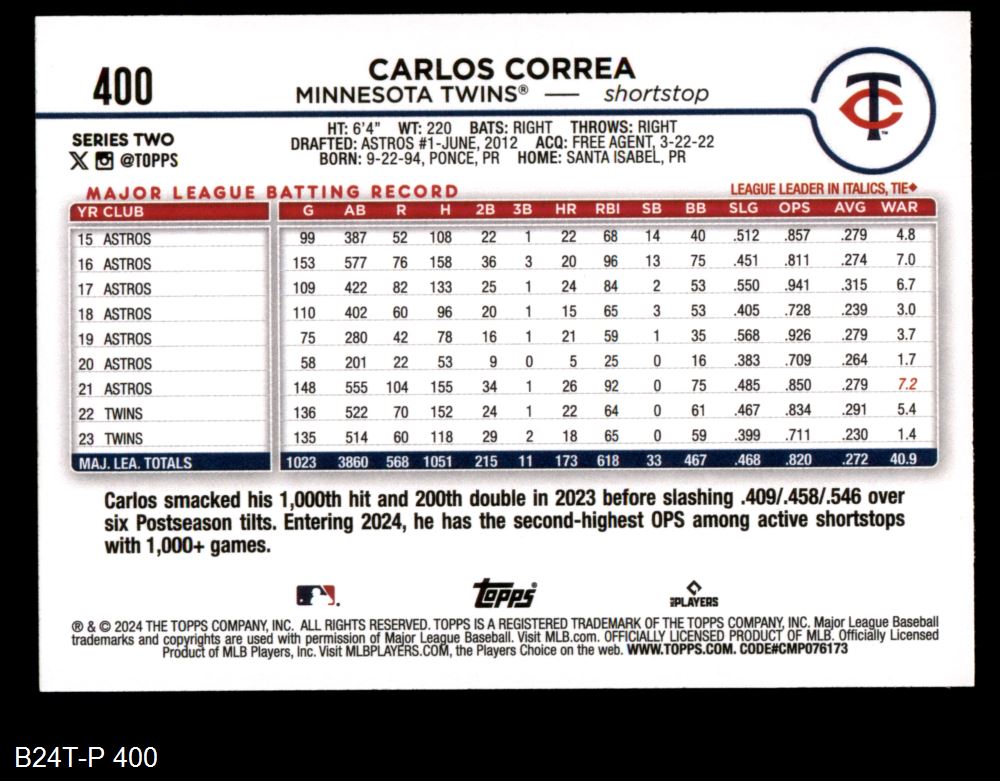 400
CARLOS CORREA
MINNESOTA TWINS® — shortstop
TC
SERIES TWO
X @TOPPS
HT: 6'4" WT: 220 BATS: RIGHT THROWS: RIGHT
DRAFTED: ASTROS #1-JUNE, 2012 ACQ: FREE AGENT, 3-22-22
BORN: 9-22-94, PONCE, PR HOME: SANTA ISABEL, PR
MAJOR LEAGUE BATTING RECORD LEAGUE LEADER IN ITALICS, TIE♦
YR CLUB G AB R H 2B 3B HR RBI SB BB SLG OPS AVG WAR
15 ASTROS 99 387 52 108 22 1 22 68 14 40 .512 .857 .279 4.8
16 ASTROS 153 577 76 158 36 3 20 96 13 75 .451 .811 .274 7.0
17 ASTROS 109 422 82 133 25 1 24 84 2 53 .550 .941 .315 6.7
18 ASTROS 110 402 60 96 20 1 15 65 3 53 .405 .728 .239 3.0
19 ASTROS 75 280 42 78 16 1 21 59 1 35 .568 .926 .279 3.7
20 ASTROS 58 201 22 53 9 0 5 25 0 16 .383 .709 .264 1.7
21 ASTROS 148 555 104 155 34 1 26 92 0 75 .485 .850 .279 7.2
22 TWINS 136 522 70 152 24 1 22 64 0 61 .467 .834 .291 5.4
23 TWINS 135 514 60 118 29 2 18 65 0 59 .399 .711 .230 1.4
MAJ. LEA. TOTALS 1023 3860 568 1051 215 11 173 618 33 467 .468 .820 .272 40.9
Carlos smacked his 1,000th hit and 200th double in 2023 before slashing .409/.458/.546 over
six Postseason tilts. Entering 2024, he has the second-highest OPS among active shortstops
with 1,000+ games.
Topps® PLAYERS
® & © 2024 THE TOPPS COMPANY, INC. ALL RIGHTS RESERVED. TOPPS IS A REGISTERED TRADEMARK OF THE TOPPS COMPANY, INC. Major League Baseball
trademarks and copyrights are used with permission of Major League Baseball. Visit MLB.com. OFFICIALLY LICENSED PRODUCT OF MLB. Officially Licensed
Product of MLB Players, Inc. Visit MLBPLAYERS.COM, the Players Choice on the web. WWW.TOPPS.COM. CODE#CMP076173
B24T-P 400